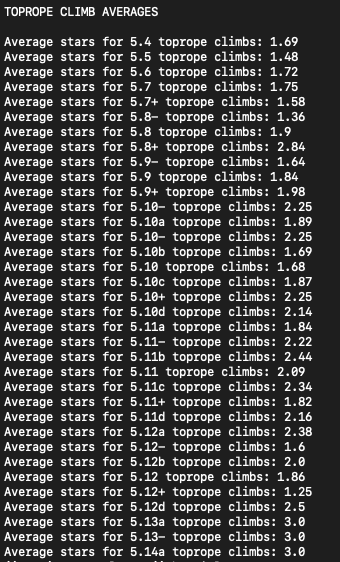 TOPROPE CLIMB AVERAGES
Average stars for 5.4 toprope climbs: 1.69
Average stars for 5.5 toprope climbs: 1.48
Average stars for 5.6 toprope climbs: 1.72
Average stars for 5.7 toprope climbs: 1.75
Average stars for 5.7+ toprope climbs: 1.58
Average stars for 5.8- toprope climbs: 1.36
Average stars for 5.8 toprope climbs: 1.9
Average stars for 5.8+ toprope climbs: 2.84
Average stars for 5.9- toprope climbs: 1.64
Average stars for 5.9 toprope climbs: 1.84
Average stars for 5.9+ toprope climbs: 1.98
Average stars for 5.10- toprope climbs: 2.25
Average stars for 5.10a toprope climbs: 1.89
Average stars for 5.10- toprope climbs: 2.25
Average stars for 5.10b toprope climbs: 1.69
Average stars for 5.10 toprope climbs: 1.68
Average stars for 5.10c toprope climbs: 1.87
Average stars for 5.10+ toprope climbs: 2.25
Average stars for 5.10d toprope climbs: 2.14
Average stars for 5.11a toprope climbs: 1.84
Average stars for 5.11- toprope climbs: 2.22
Average stars for 5.11b toprope climbs: 2.44
Average stars for 5.11 toprope climbs: 2.09
Average stars for 5.11c toprope climbs: 2.34
Average stars for 5.11+ toprope climbs: 1.82
Average stars for 5.11d toprope climbs: 2.16
Average stars for 5.12a toprope climbs: 2.38
Average stars for 5.12- toprope climbs: 1.6
Average stars for 5.12b toprope climbs: 2.0
Average stars for 5.12 toprope climbs: 1.86
Average stars for 5.12+ toprope climbs: 1.25
Average stars for 5.12d toprope climbs: 2.5
Average stars for 5.13a toprope climbs: 3.0
Average stars for 5.13- toprope climbs: 3.0
Average stars for 5.14a toprope climbs: 3.0